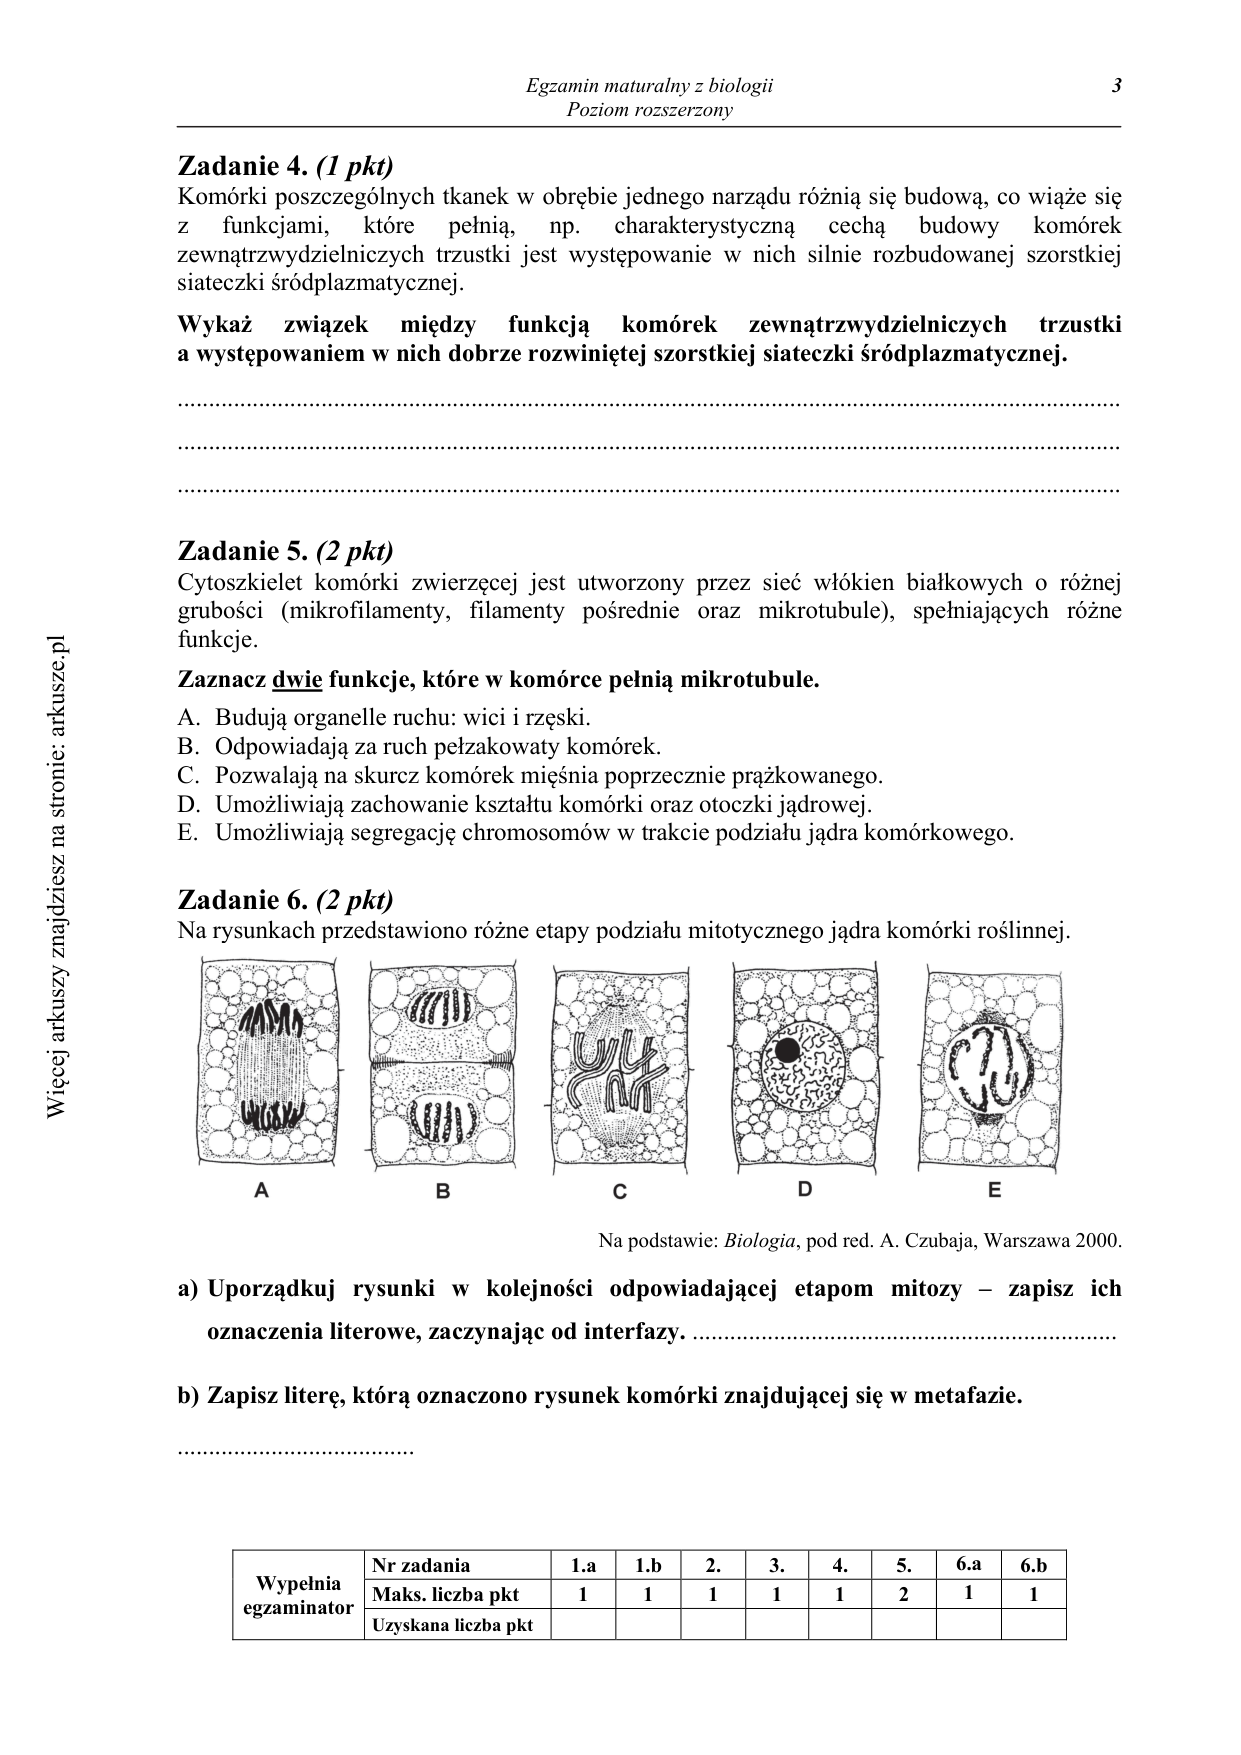 Egzamin maturalny z biologii
Poziom rozszerzony
3
Zadanie 4. (1 pkt)
Komórki poszczególnych tkanek w obrębie jednego narządu różnią się budową, co wiąże się
z funkcjami, które pełnią, np. charakterystyczną cechą budowy komórek
zewnątrzwydzielniczych trzustki jest występowanie w nich silnie rozbudowanej szorstkiej
siateczki śródplazmatycznej.
Wykaż związek między funkcją komórek zewnątrzwydzielniczych trzustki
a występowaniem w nich dobrze rozwiniętej szorstkiej siateczki śródplazmatycznej.
Zadanie 5. (2 pkt)
Cytoszkielet komórki zwierzęcej jest utworzony przez sieć włókien białkowych o różnej
grubości (mikrofilamenty, filamenty pośrednie oraz mikrotubule), spełniających różne
funkcje.
Zaznacz dwie funkcje, które w komórce pełnią mikrotubule.
A. Budują organelle ruchu: wici i rzęski.
B. Odpowiadają za ruch pełzakowaty komórek.
C. Pozwalają na skurcz komórek mięśnia poprzecznie prążkowanego.
D. Umożliwiają zachowanie kształtu komórki oraz otoczki jądrowej.
E. Umożliwiają segregację chromosomów w trakcie podziału jądra komórkowego.
Zadanie 6. (2 pkt)
Na rysunkach przedstawiono różne etapy podziału mitotycznego jądra komórki roślinnej.
A B C D E
Na podstawie: Biologia, pod red. A. Czubaja, Warszawa 2000.
a) Uporządkuj rysunki w kolejności odpowiadającej etapom mitozy – zapisz ich
oznaczenia literowe, zaczynając od interfazy. ....................................................................
b) Zapisz literę, którą oznaczono rysunek komórki znajdującej się w metafazie.
......................................
Wypełnia
egzaminator
Nr zadania 1.a 1.b 2. 3. 4. 5. 6.a 6.b
Maks. liczba pkt 1 1 1 1 1 2 1 1
Uzyskana liczba pkt
Więcej arkuszy znajdziesz na stronie: arkusze.pl